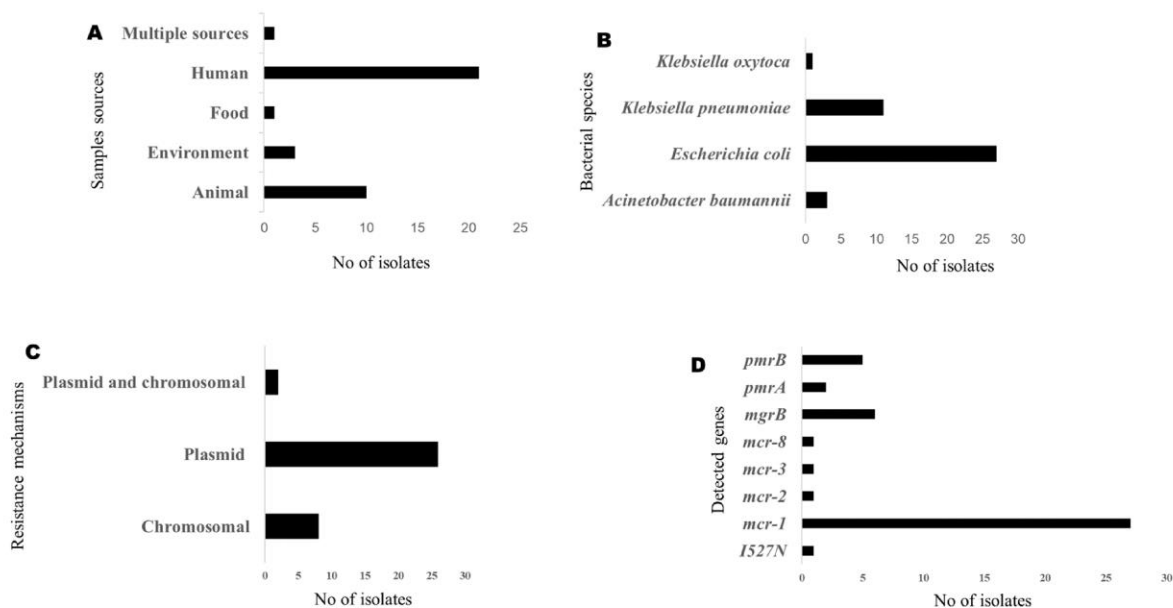 A
Samples sources
Multiple sources
Human
Food
Environment
Animal
0 5 10 15 20 25
No of isolates
B
Bacterial species
Klebsiella oxytoca
Klebsiella pneumoniae
Escherichia coli
Acinetobacter baumannii
0 5 10 15 20 25 30
No of isolates
C
Resistance mechanisms
Plasmid and chromosomal
Plasmid
Chromosomal
0 5 10 15 20 25 30
No of isolates
D
Detected genes
pmrB
pmrA
mgrB
mcr-8
mcr-3
mcr-2
mcr-1
I527N
0 5 10 15 20 25 30
No of isolates